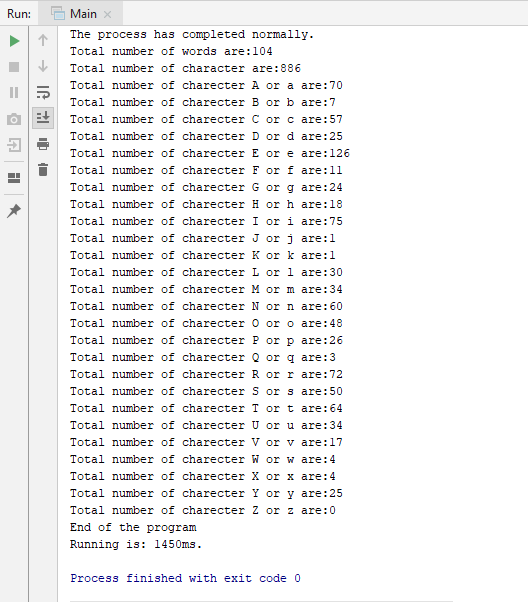 Run: Main
The process has completed normally.
Total number of words are:104
Total number of character are:886
Total number of charecter A or a are:70
Total number of charecter B or b are:7
Total number of charecter C or c are:57
Total number of charecter D or d are:25
Total number of charecter E or e are:126
Total number of charecter F or f are:11
Total number of charecter G or g are:24
Total number of charecter H or h are:18
Total number of charecter I or i are:75
Total number of charecter J or j are:1
Total number of charecter K or k are:1
Total number of charecter L or l are:30
Total number of charecter M or m are:34
Total number of charecter N or n are:60
Total number of charecter O or o are:48
Total number of charecter P or p are:26
Total number of charecter Q or q are:3
Total number of charecter R or r are:72
Total number of charecter S or s are:50
Total number of charecter T or t are:64
Total number of charecter U or u are:34
Total number of charecter V or v are:17
Total number of charecter W or w are:4
Total number of charecter X or x are:4
Total number of charecter Y or y are:25
Total number of charecter Z or z are:0
End of the program
Running is: 1450ms.
Process finished with exit code 0